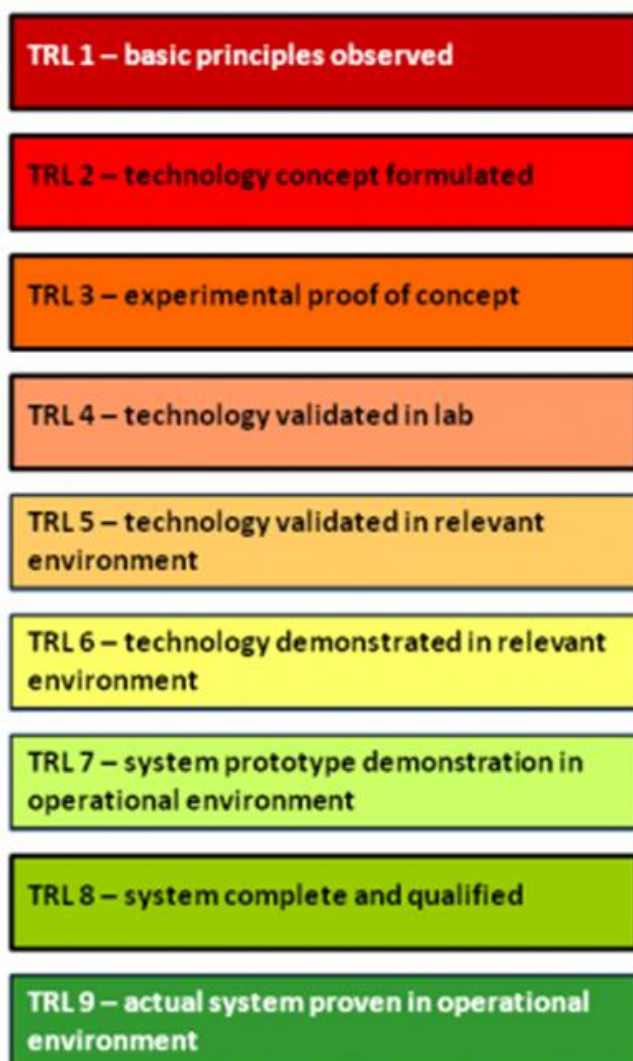 TRL 1 – basic principles observed
TRL 2 – technology concept formulated
TRL 3 – experimental proof of concept
TRL 4 – technology validated in lab
TRL 5 – technology validated in relevant
environment
TRL 6 – technology demonstrated in relevant
environment
TRL 7 – system prototype demonstration in
operational environment
TRL 8 – system complete and qualified
TRL 9 – actual system proven in operational
environment